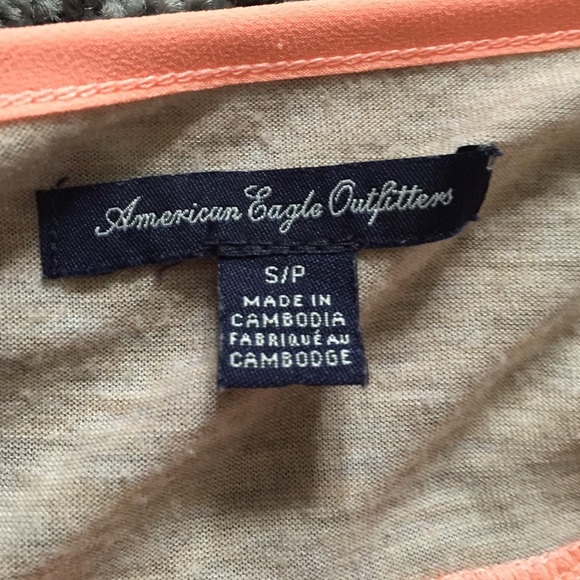 American Eagle Outfitters
S/P
MADE IN
CAMBODIA
FABRIQUÉ AU
CAMBODGE